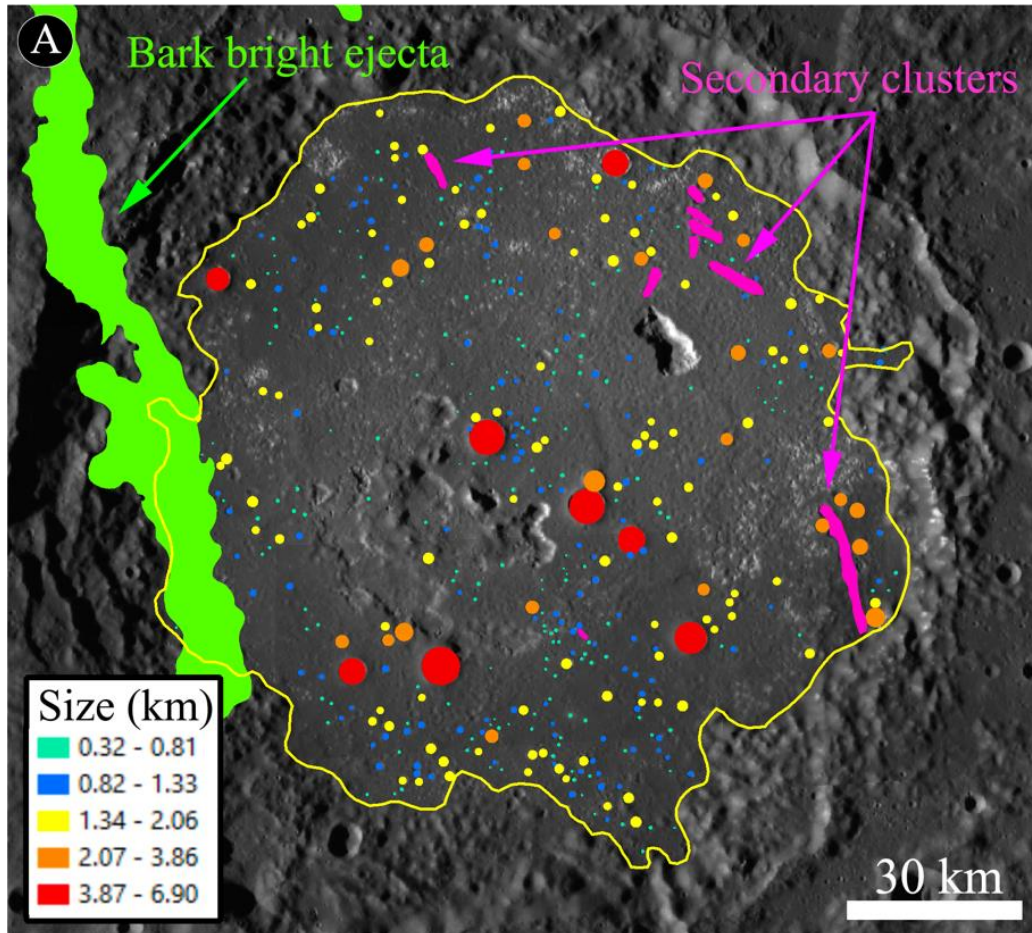 A
Bark bright ejecta
Secondary clusters
Size (km)
0.32 - 0.81
0.82 - 1.33
1.34 - 2.06
2.07 - 3.86
3.87 - 6.90
30 km